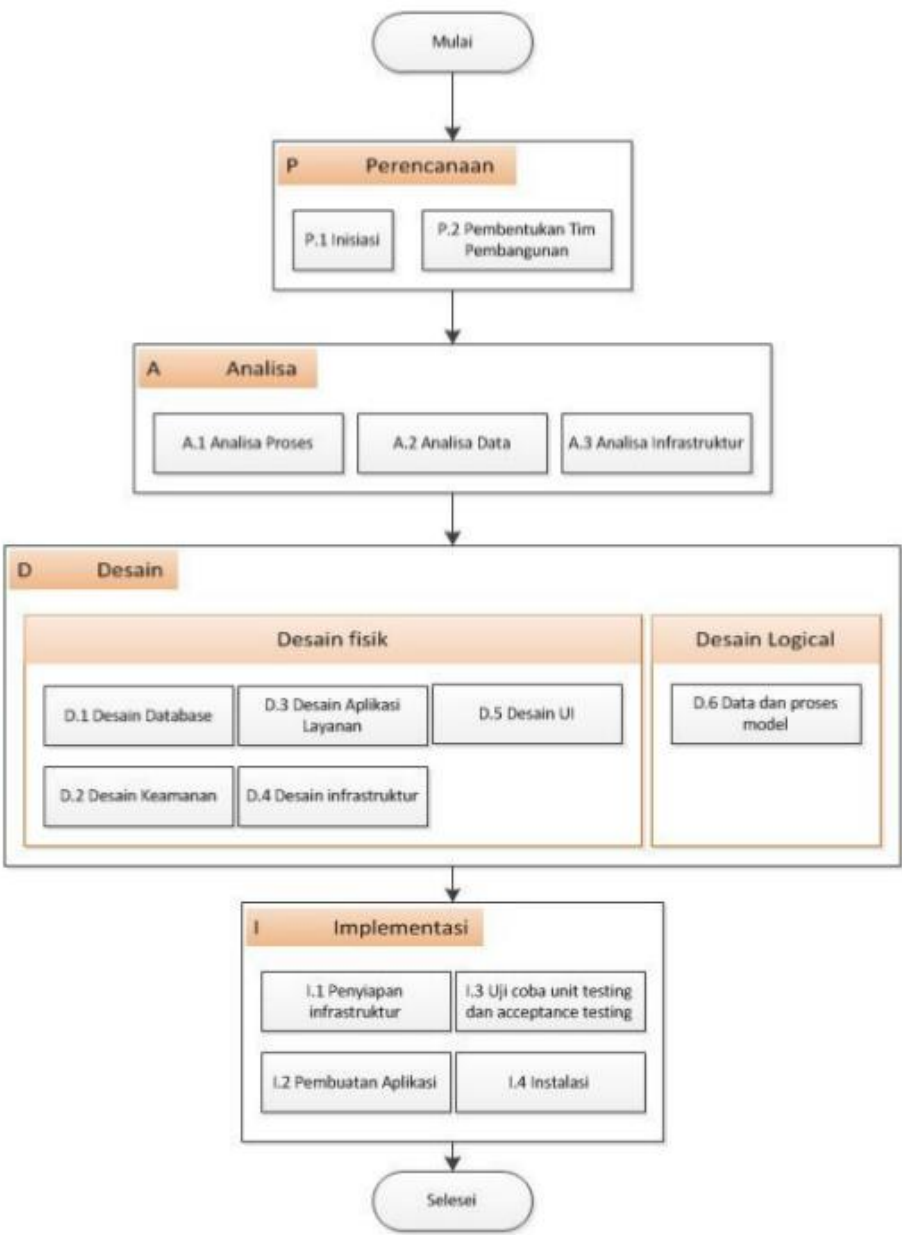 Mulai
P Perencanaan
P.1 Inisiasi
P.2 Pembentukan Tim
Pembangunan
A Analisa
A.1 Analisa Proses
A.2 Analisa Data
A.3 Analisa Infrastruktur
D Desain
Desain fisik
D.1 Desain Database
D.3 Desain Aplikasi
Layanan
D.5 Desain UI
D.2 Desain Keamanan
D.4 Desain infrastruktur
Desain Logical
D.6 Data dan proses
model
I Implementasi
I.1 Penyiapan
infrastruktur
I.3 Uji coba unit testing
dan acceptance testing
I.2 Pembuatan Aplikasi
I.4 Instalasi
Selesei